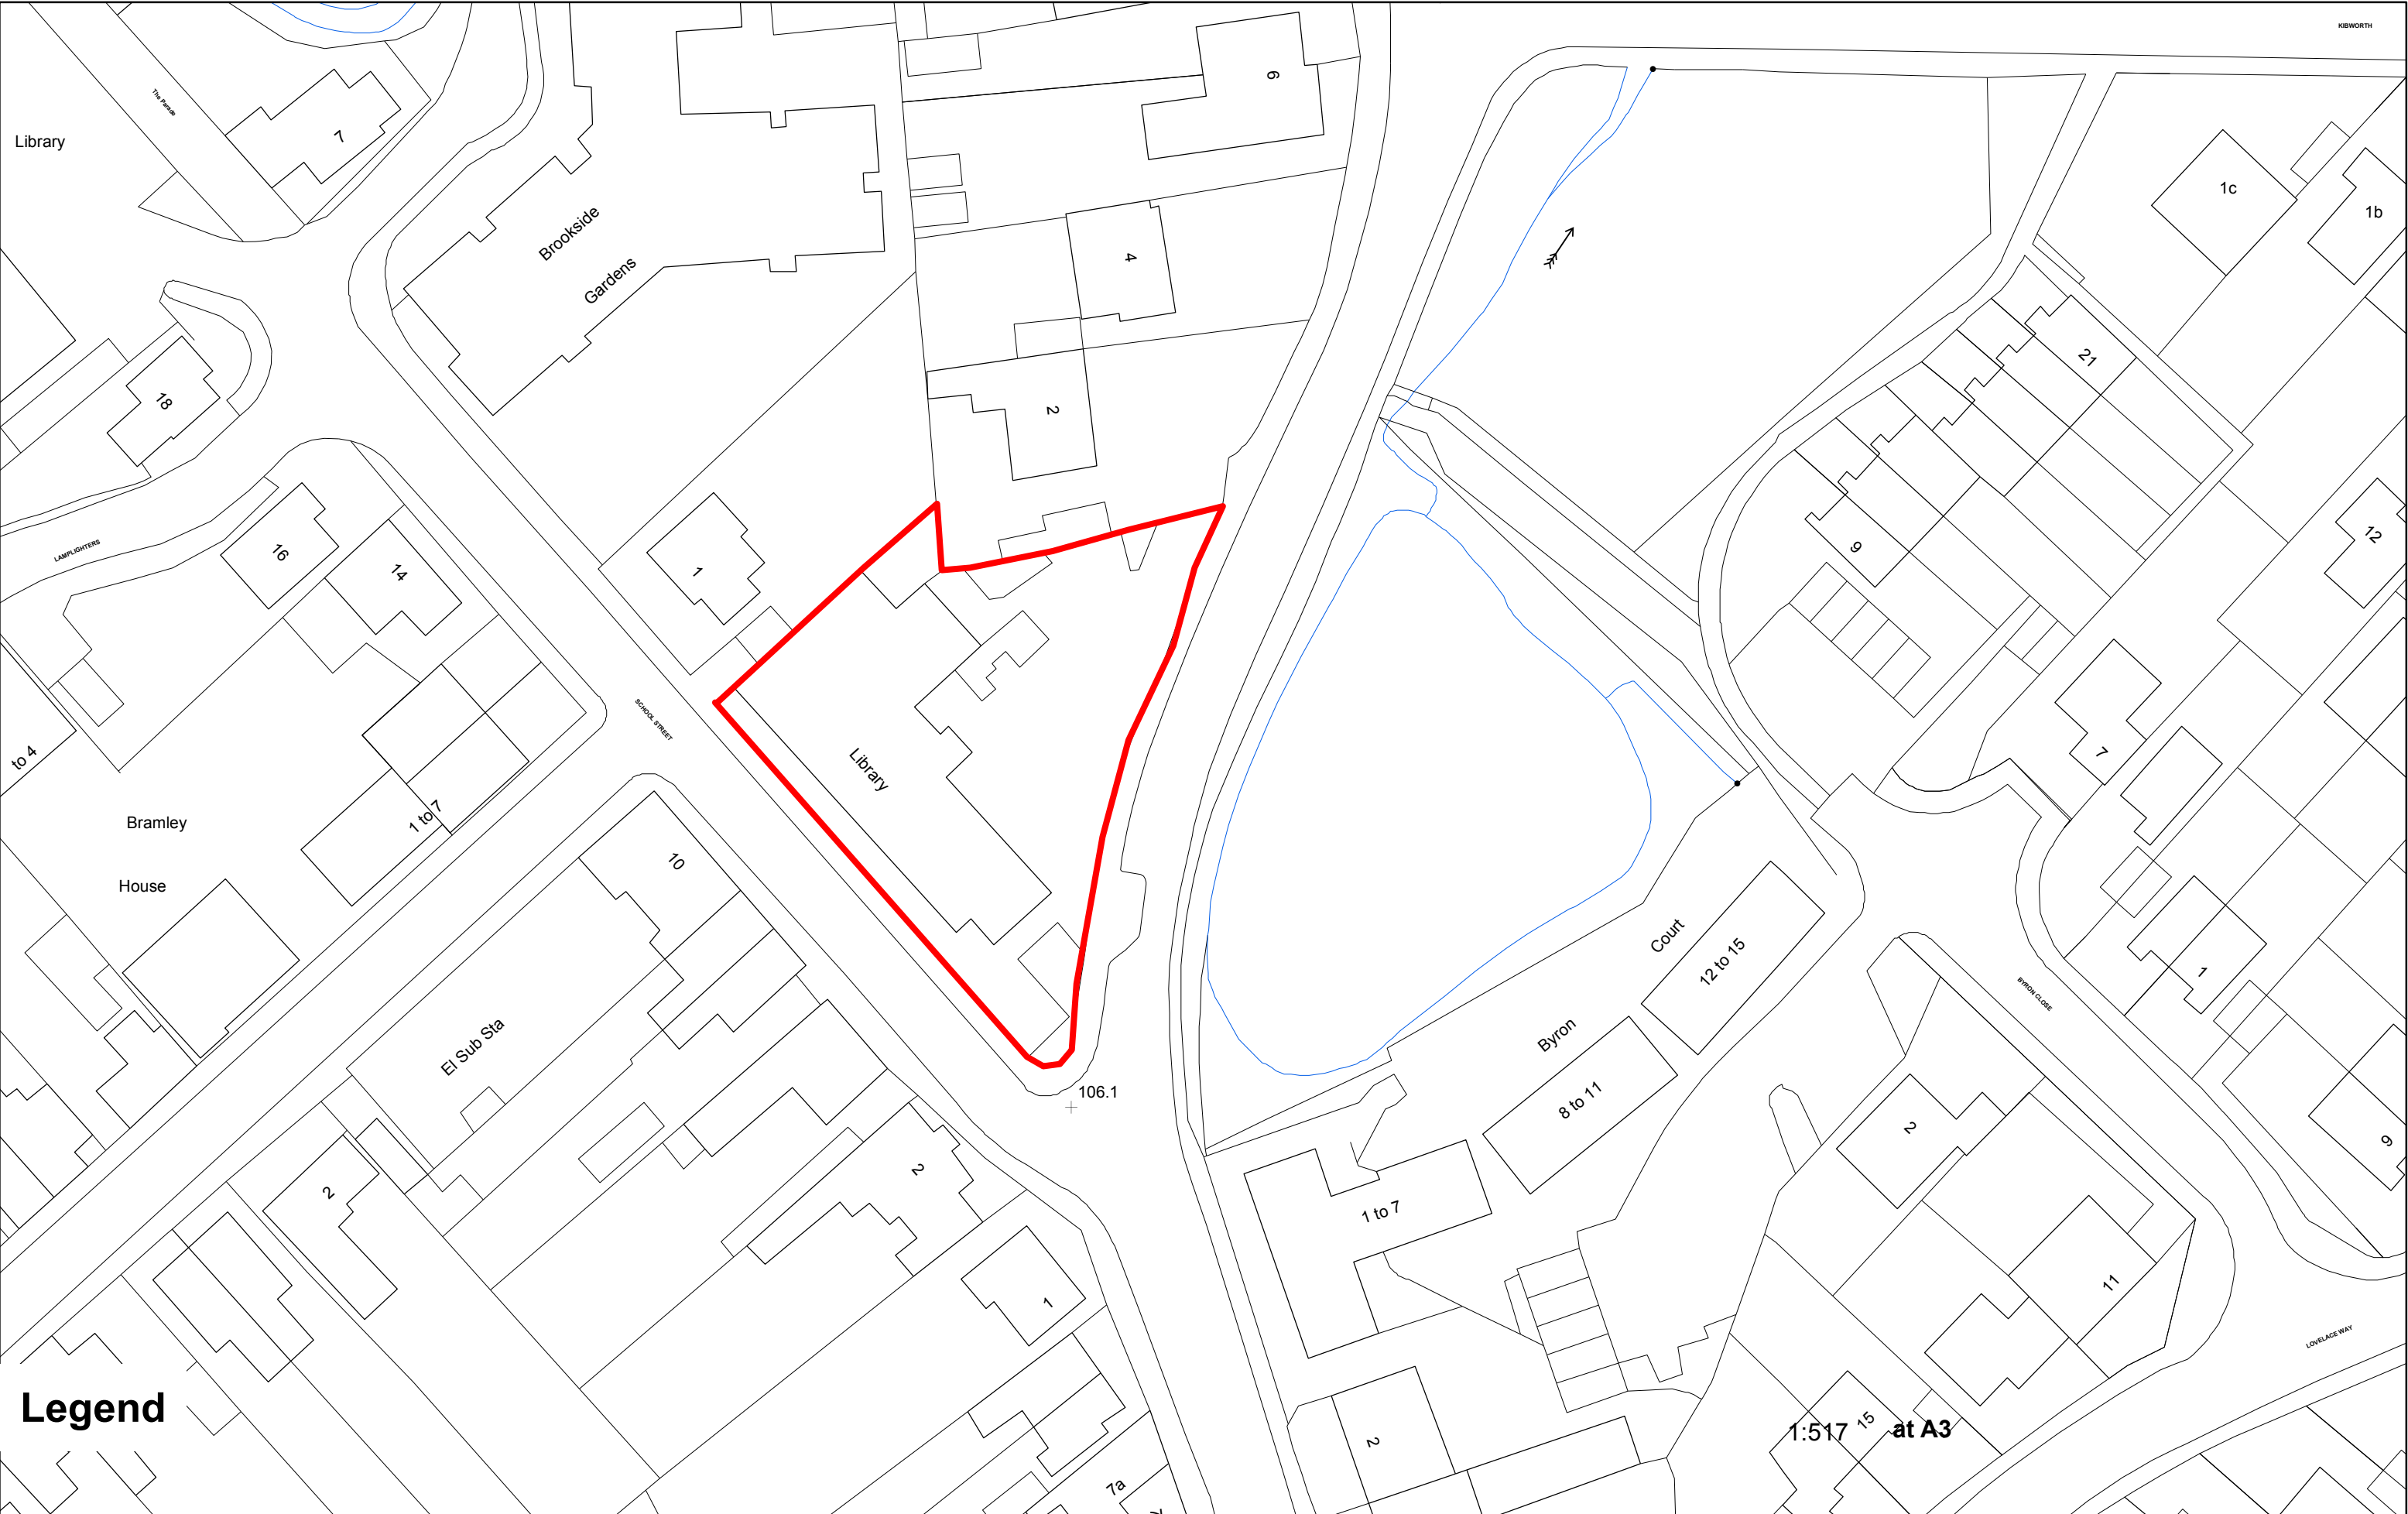 KIBWORTH
Library
The Parade
7
6
1c
1b
Brookside
Gardens
4
21
18
2
12
LAMPLIGHTERS
16
14
1
9
SCHOOL STREET
to 4
Library
7
Bramley
1 to 7
House
10
Court
12 to 15
1
BYRON CLOSE
El Sub Sta
Byron
106.1
8 to 11
2
9
2
2
1 to 7
1
11
LOVELACE WAY
Legend
2
15
1:517
at A3
7a